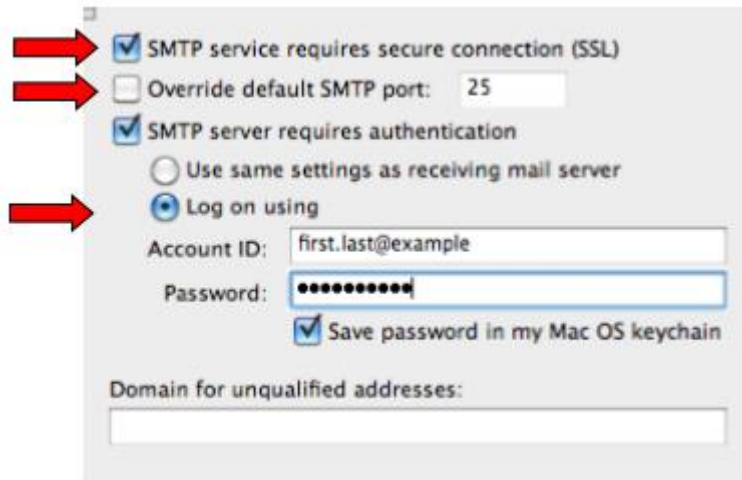 SMTP service requires secure connection (SSL)
Override default SMTP port: 25
SMTP server requires authentication
Use same settings as receiving mail server
Log on using
Account ID: first.last@example
Password: ••••••••••
Save password in my Mac OS keychain
Domain for unqualified addresses: